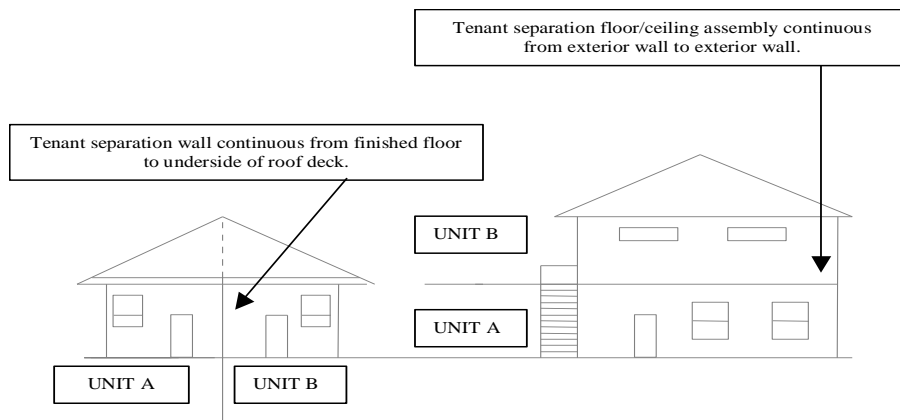 Tenant separation floor/ceiling assembly continuous
from exterior wall to exterior wall.
Tenant separation wall continuous from finished floor
to underside of roof deck.
UNIT B
UNIT A
UNIT A
UNIT B